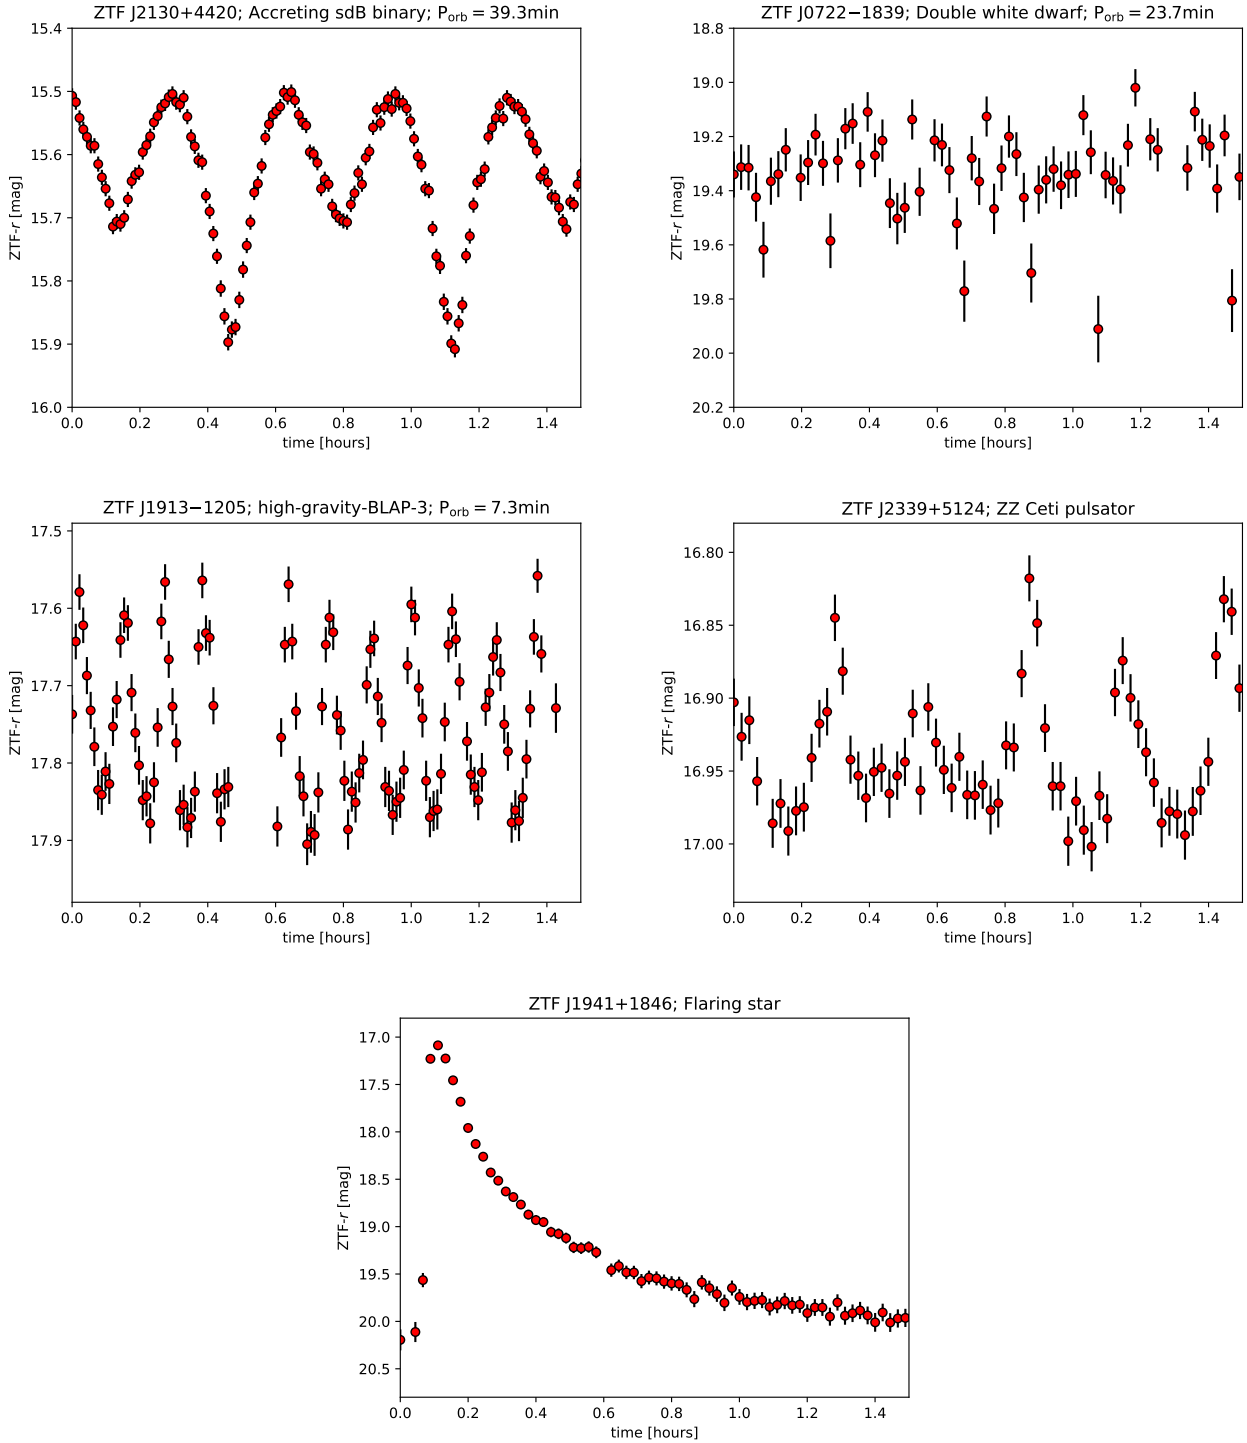 ZTF J2130+4420; Accreting sdB binary; P_orb = 39.3min
15.4
15.5
15.6
15.7
15.8
15.9
16.0
ZTF-r [mag]
0.0 0.2 0.4 0.6 0.8 1.0 1.2 1.4
time [hours]
ZTF J0722−1839; Double white dwarf; P_orb = 23.7min
18.8
19.0
19.2
19.4
19.6
19.8
20.0
20.2
ZTF-r [mag]
0.0 0.2 0.4 0.6 0.8 1.0 1.2 1.4
time [hours]
ZTF J1913−1205; high-gravity-BLAP-3; P_orb = 7.3min
17.5
17.6
17.7
17.8
17.9
ZTF-r [mag]
0.0 0.2 0.4 0.6 0.8 1.0 1.2 1.4
time [hours]
ZTF J2339+5124; ZZ Ceti pulsator
16.80
16.85
16.90
16.95
17.00
ZTF-r [mag]
0.0 0.2 0.4 0.6 0.8 1.0 1.2 1.4
time [hours]
ZTF J1941+1846; Flaring star
17.0
17.5
18.0
18.5
19.0
19.5
20.0
20.5
ZTF-r [mag]
0.0 0.2 0.4 0.6 0.8 1.0 1.2 1.4
time [hours]